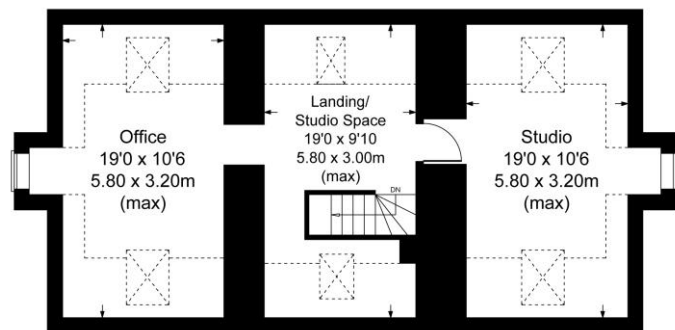 Office
19'0 x 10'6
5.80 x 3.20m
(max)
Landing/
Studio Space
19'0 x 9'10
5.80 x 3.00m
(max)
DN
Studio
19'0 x 10'6
5.80 x 3.20m
(max)